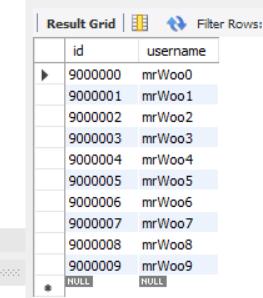 Result Grid Filter Rows:
id username
9000000 mrWoo0
9000001 mrWoo1
9000002 mrWoo2
9000003 mrWoo3
9000004 mrWoo4
9000005 mrWoo5
9000006 mrWoo6
9000007 mrWoo7
9000008 mrWoo8
9000009 mrWoo9
NULL NULL